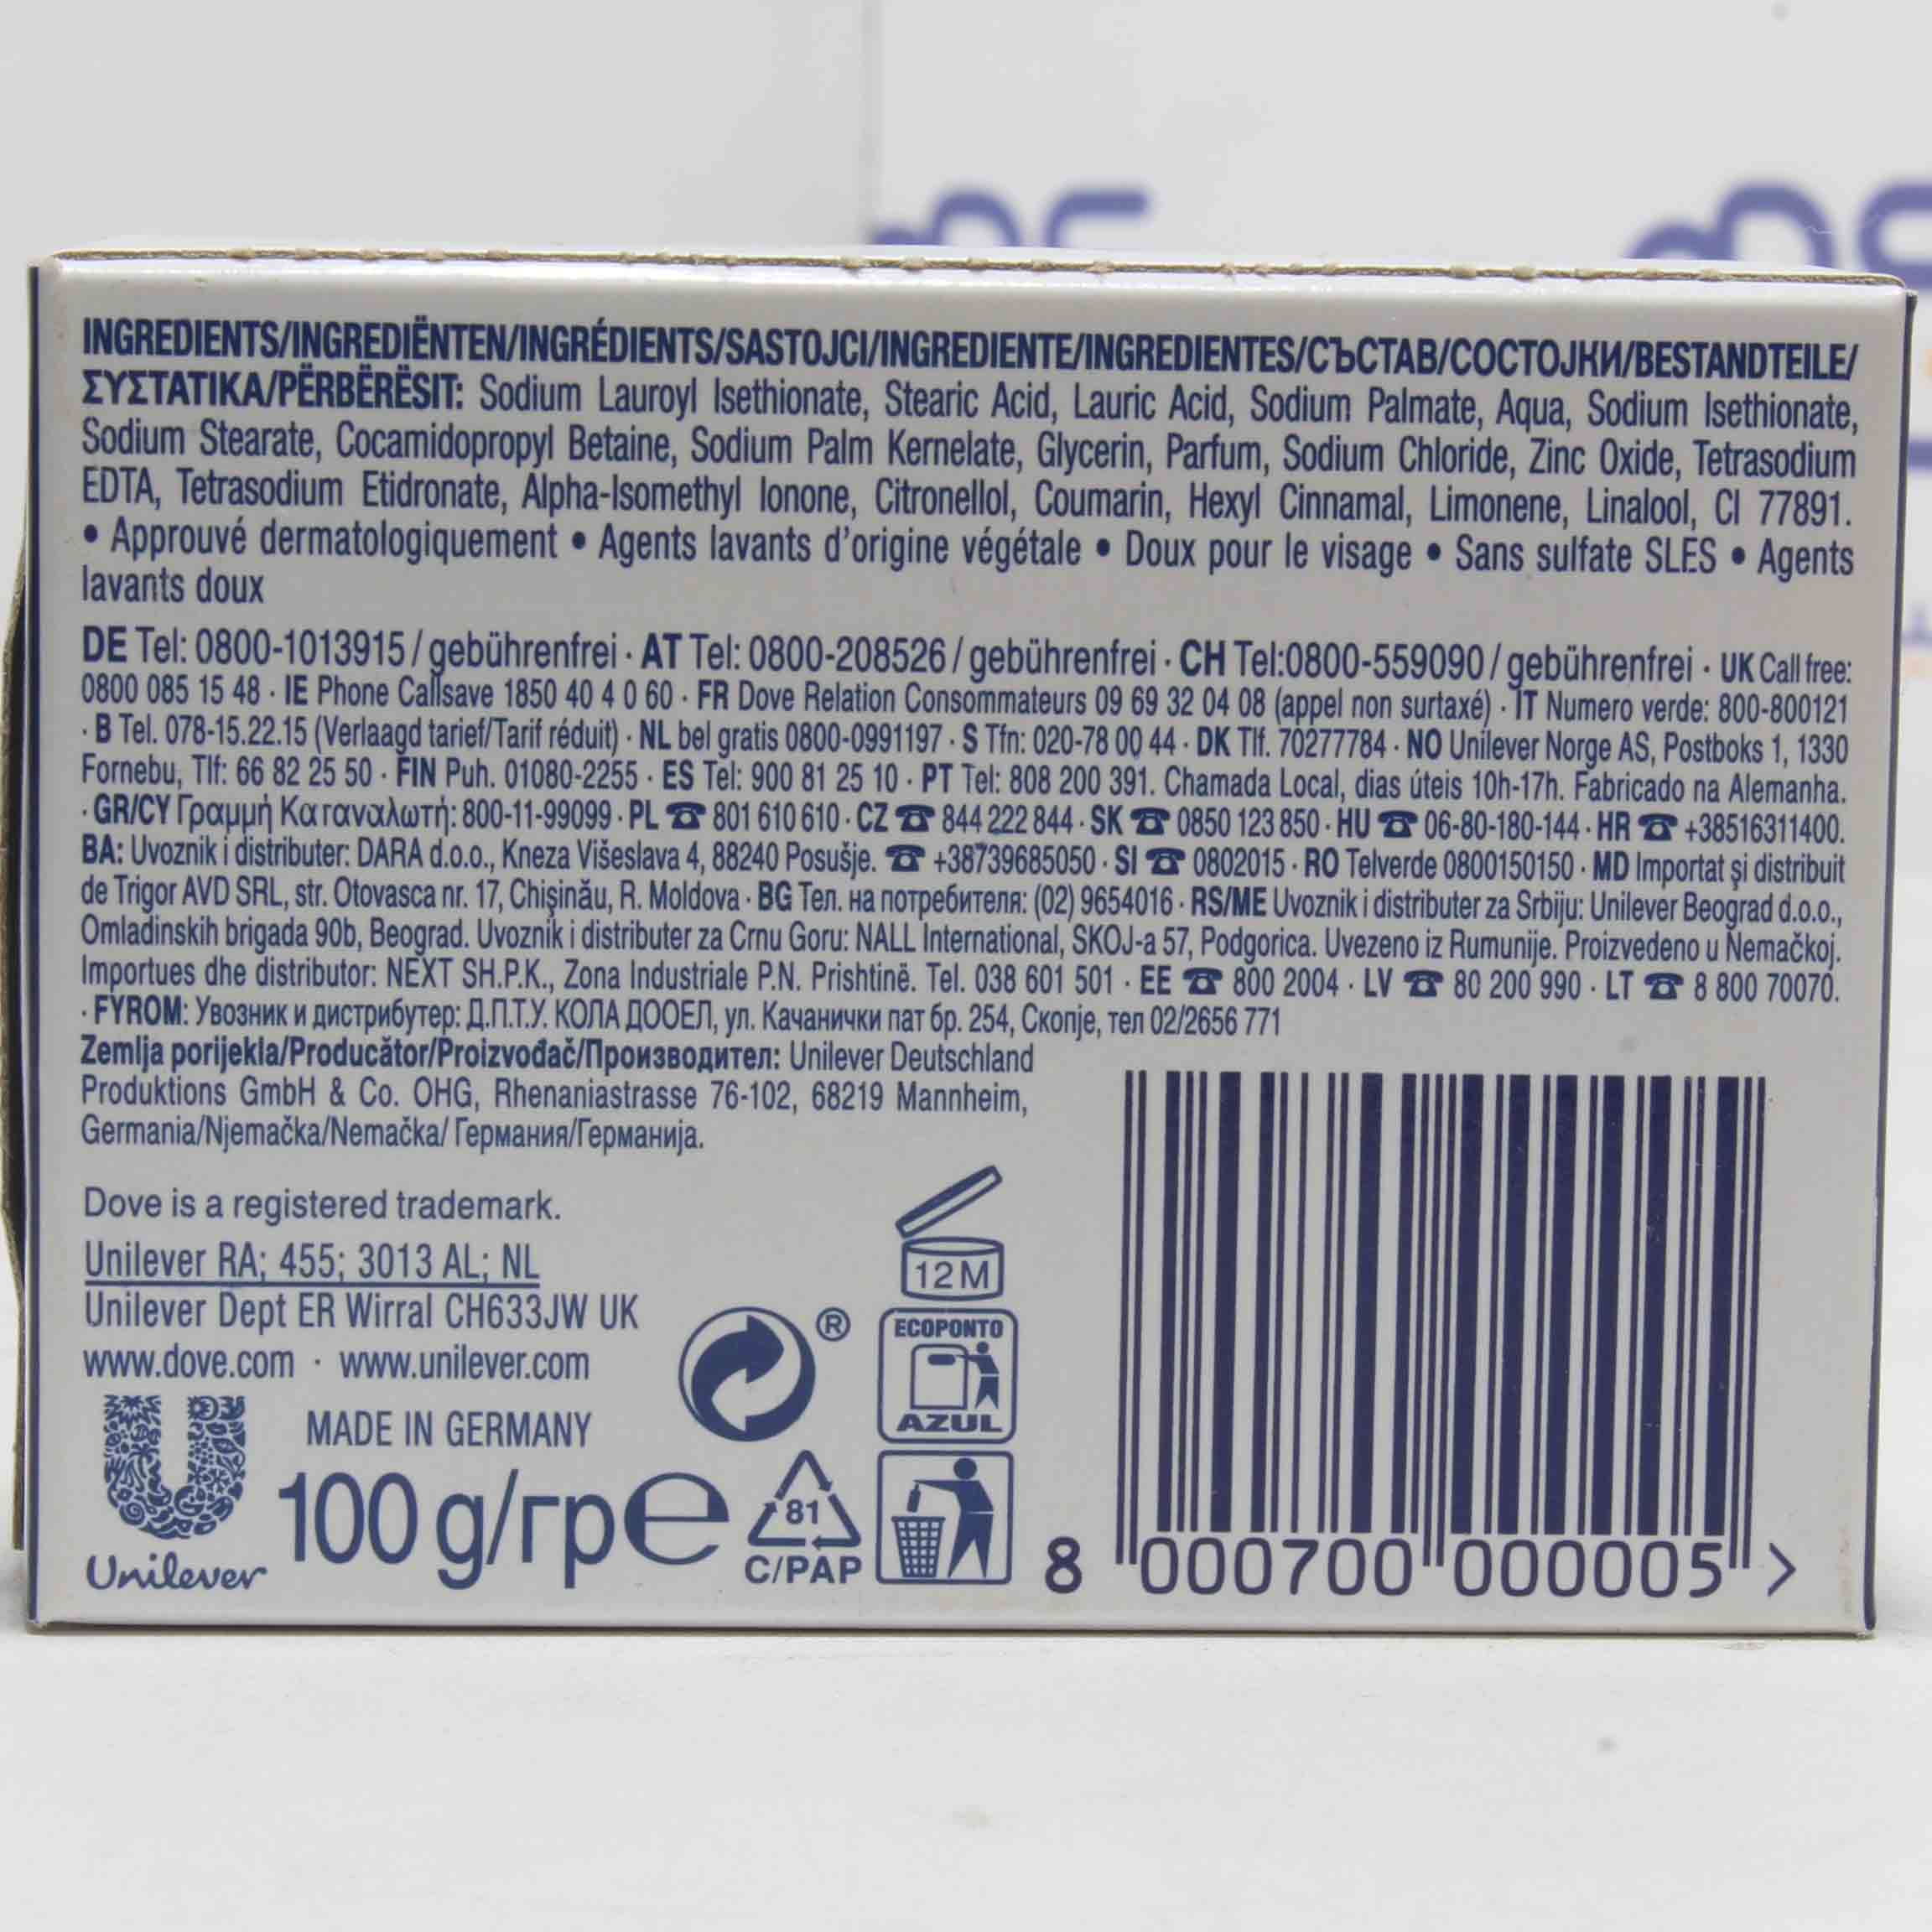 INGREDIENTS/INGREDIËNTEN/INGRÉDIENTS/SASTOJCI/INGREDIENTE/INGREDIENTES/СЪСТАВ/СОСТОЈКИ/BESTANDTEILE/
ΣΥΣΤΑΤΙΚΑ/PËRBËRËSIT: Sodium Lauroyl Isethionate, Stearic Acid, Lauric Acid, Sodium Palmate, Aqua, Sodium Isethionate,
Sodium Stearate, Cocamidopropyl Betaine, Sodium Palm Kernelate, Glycerin, Parfum, Sodium Chloride, Zinc Oxide, Tetrasodium
EDTA, Tetrasodium Etidronate, Alpha-Isomethyl Ionone, Citronellol, Coumarin, Hexyl Cinnamal, Limonene, Linalool, CI 77891.
• Approuvé dermatologiquement • Agents lavants d'origine végétale • Doux pour le visage • Sans sulfate SLES • Agents
lavants doux
DE Tel: 0800-1013915 / gebührenfrei · AT Tel: 0800-208526 / gebührenfrei · CH Tel:0800-559090 / gebührenfrei · UK Call free:
0800 085 15 48 · IE Phone Callsave 1850 40 4 0 60 · FR Dove Relation Consommateurs 09 69 32 04 08 (appel non surtaxé) · IT Numero verde: 800-800121
· B Tel. 078-15.22.15 (Verlaagd tarief/Tarif réduit) · NL bel gratis 0800-0991197 · S Tfn: 020-78 00 44 · DK Tlf. 70277784 · NO Unilever Norge AS, Postboks 1, 1330
Fornebu, Tlf: 66 82 25 50 · FIN Puh. 01080-2255 · ES Tel: 900 81 25 10 · PT Tel: 808 200 391. Chamada Local, dias úteis 10h-17h. Fabricado na Alemanha.
· GR/CY Γραμμή Καταναλωτή: 800-11-99099 · PL ☎ 801 610 610 · CZ ☎ 844 222 844 · SK ☎ 0850 123 850 · HU ☎ 06-80-180-144 · HR ☎ +38516311400.
BA: Uvoznik i distributer: DARA d.o.o., Kneza Višeslava 4, 88240 Posušje. ☎ +38739685050 · SI ☎ 0802015 · RO Telverde 0800150150 · MD Importat şi distribuit
de Trigor AVD SRL, str. Otovasca nr. 17, Chişinău, R. Moldova · BG Тел. на потребителя: (02) 9654016 · RS/ME Uvoznik i distributer za Srbiju: Unilever Beograd d.o.o.,
Omladinskih brigada 90b, Beograd. Uvoznik i distributer za Crnu Goru: NALL International, SKOJ-a 57, Podgorica. Uvezeno iz Rumunije. Proizvedeno u Nemačkoj.
Importues dhe distributor: NEXT SH.P.K., Zona Industriale P.N. Prishtinë. Tel. 038 601 501 · EE ☎ 800 2004 · LV ☎ 80 200 990 · LT ☎ 8 800 70070.
· FYROM: Увозник и дистрибутер: Д.П.Т.У. КОЛА ДООЕЛ, ул. Качанички пат бр. 254, Скопје, тел 02/2656 771
Zemlja porijekla/Producător/Proizvođač/Производител: Unilever Deutschland
Produktions GmbH & Co. OHG, Rhenaniastrasse 76-102, 68219 Mannheim,
Germania/Njemačka/Nemačka/ Германия/Германија.
Dove is a registered trademark.
Unilever RA; 455; 3013 AL; NL
Unilever Dept ER Wirral CH633JW UK
www.dove.com · www.unilever.com
MADE IN GERMANY
Unilever
100 g/гр e
®
81
C/PAP
12 M
ECOPONTO
AZUL
8 000700 000005 >